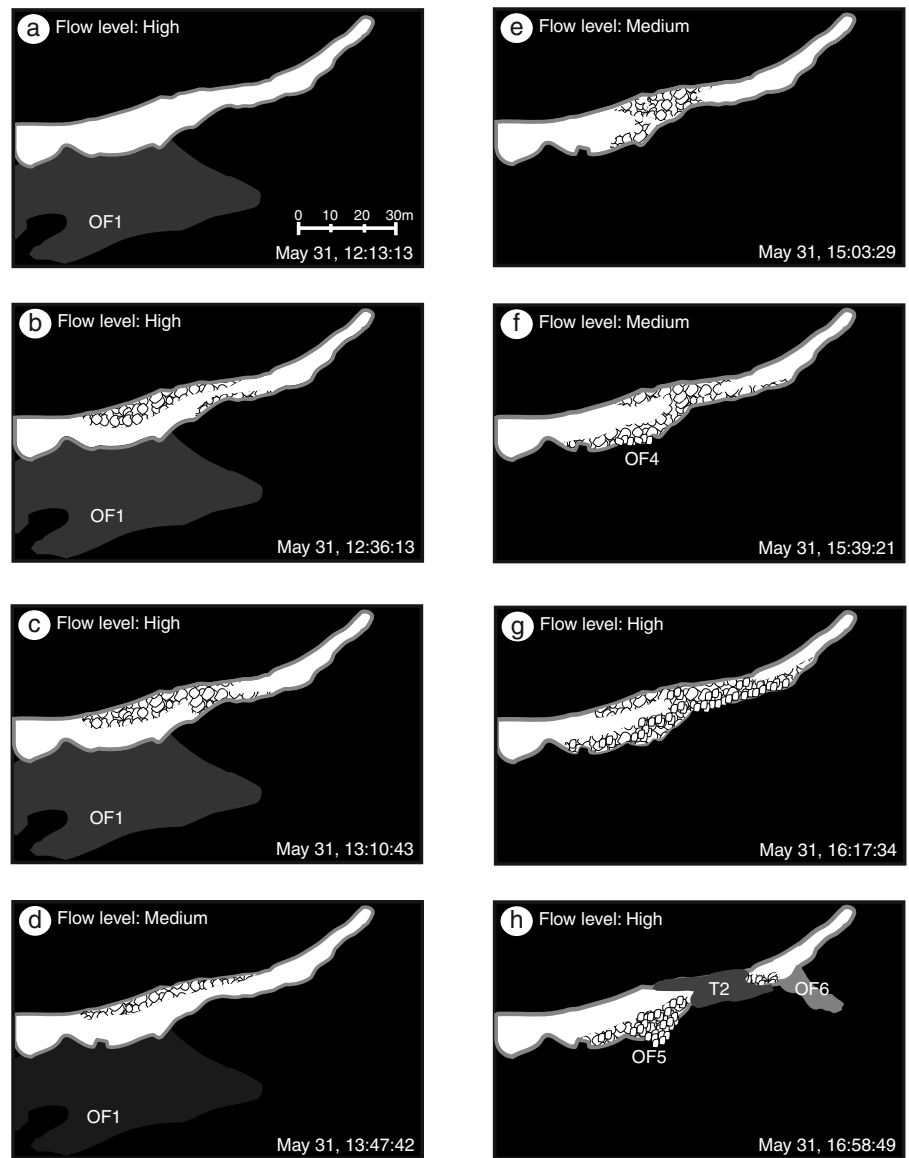 a Flow level: High
OF1
0 10 20 30m
May 31, 12:13:13
b Flow level: High
OF1
May 31, 12:36:13
c Flow level: High
OF1
May 31, 13:10:43
d Flow level: Medium
OF1
May 31, 13:47:42
e Flow level: Medium
May 31, 15:03:29
f Flow level: Medium
OF4
May 31, 15:39:21
g Flow level: High
May 31, 16:17:34
h Flow level: High
T2 OF6
OF5
May 31, 16:58:49